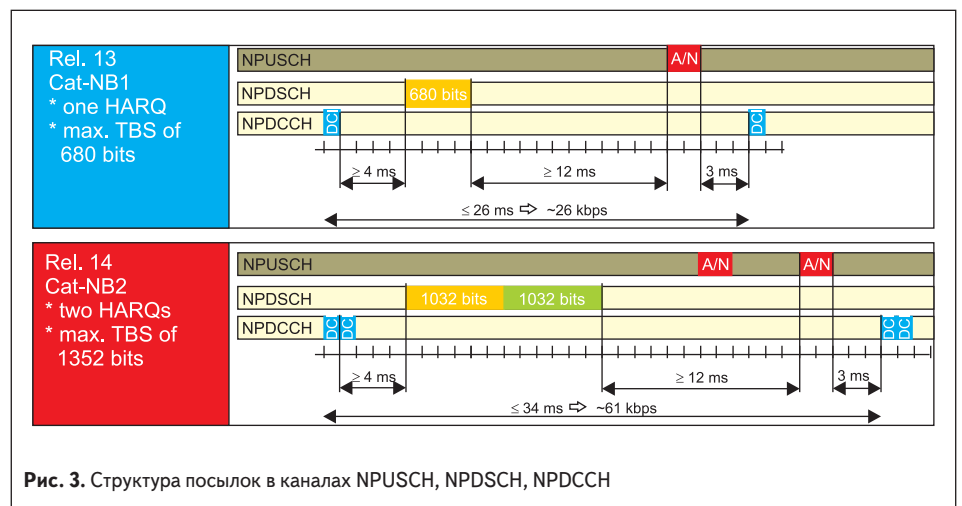 Rel. 13
Cat-NB1
* one HARQ
* max. TBS of
680 bits
NPUSCH
A/N
NPDSCH
680 bits
NPDCCH
DC
DC
≥ 4 ms
≥ 12 ms
3 ms
≤ 26 ms ⇨ ~26 kbps
Rel. 14
Cat-NB2
* two HARQs
* max. TBS of
1352 bits
NPUSCH
A/N
A/N
NPDSCH
1032 bits
1032 bits
NPDCCH
DC
DC
DC
DC
≥ 4 ms
≥ 12 ms
3 ms
≤ 34 ms ⇨ ~61 kbps
Рис. 3. Структура посылок в каналах NPUSCH, NPDSCH, NPDCCH